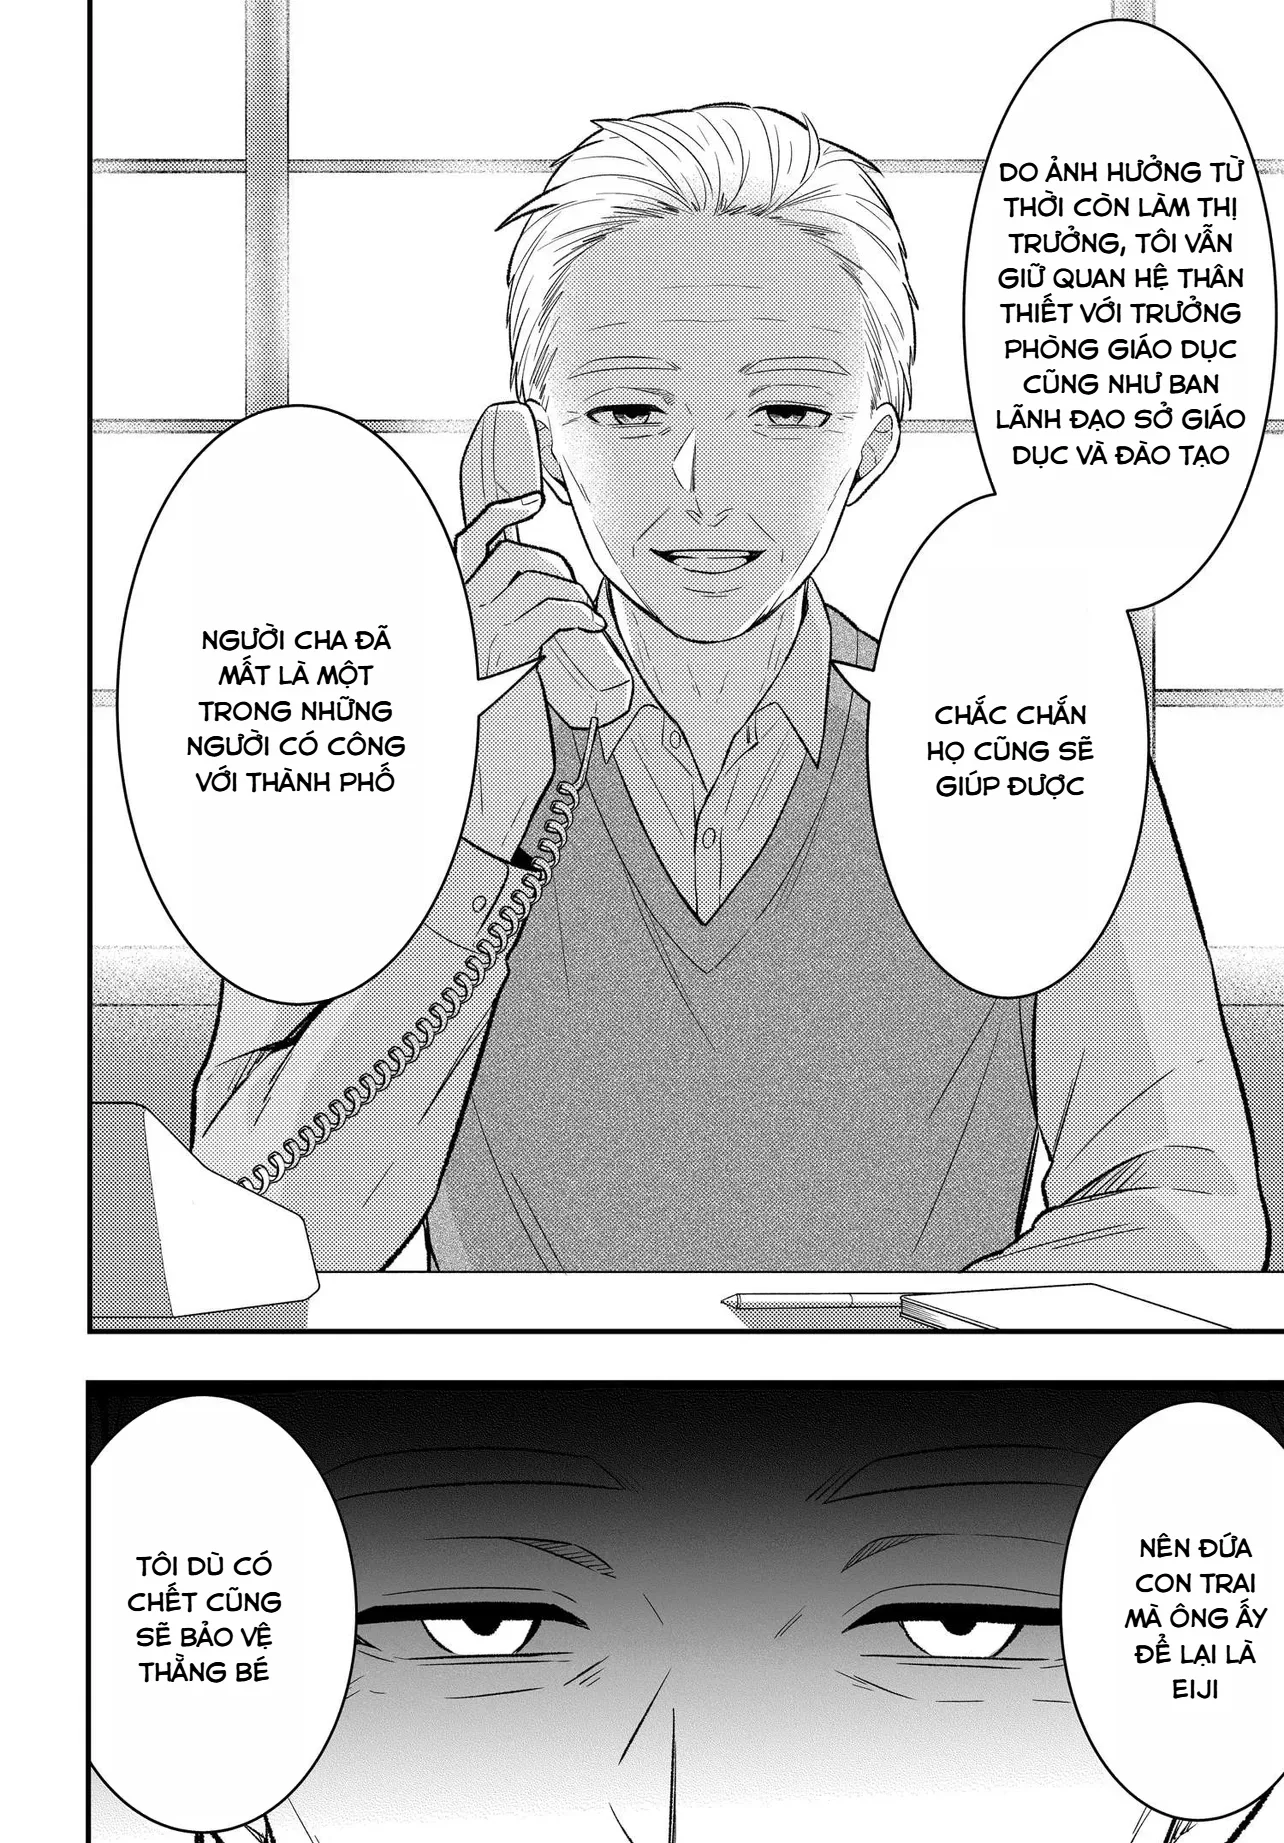 DO ẢNH HƯỞNG TỪ
THỜI CÒN LÀM THỊ
TRƯỞNG, TÔI VẪN
GIỮ QUAN HỆ THÂN
THIẾT VỚI TRƯỞNG
PHÒNG GIÁO DỤC
CŨNG NHƯ BAN
LÃNH ĐẠO SỞ GIÁO
DỤC VÀ ĐÀO TẠO
CHẮC CHẮN
HỌ CŨNG SẼ
GIÚP ĐƯỢC
NGƯỜI CHA ĐÃ
MẤT LÀ MỘT
TRONG NHỮNG
NGƯỜI CÓ CÔNG
VỚI THÀNH PHỐ
NÊN ĐỨA
CON TRAI
MÀ ÔNG ẤY
ĐỂ LẠI LÀ
EIJI
TÔI DÙ CÓ
CHẾT CŨNG
SẼ BẢO VỆ
THẰNG BÉ